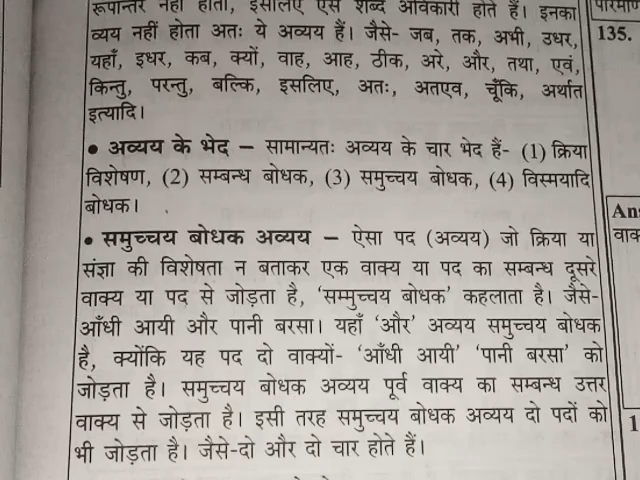 रूपान्तर नहीं होता, इसलिए ऐसे शब्द अविकारी होते हैं। इनका
व्यय नहीं होता अतः ये अव्यय हैं। जैसे- जब, तक, अभी, उधर,
यहाँ, इधर, कब, क्यों, वाह, आह, ठीक, अरे, और, तथा, एवं,
किन्तु, परन्तु, बल्कि, इसलिए, अतः, अतएव, चूँकि, अर्थात
इत्यादि।
• अव्यय के भेद – सामान्यतः अव्यय के चार भेद हैं- (1) क्रिया
विशेषण, (2) सम्बन्ध बोधक, (3) समुच्चय बोधक, (4) विस्मयादि
बोधक।
• समुच्चय बोधक अव्यय – ऐसा पद (अव्यय) जो क्रिया या
संज्ञा की विशेषता न बताकर एक वाक्य या पद का सम्बन्ध दूसरे
वाक्य या पद से जोड़ता है, 'सम्मुच्चय बोधक' कहलाता है। जैसे-
आँधी आयी और पानी बरसा। यहाँ 'और' अव्यय समुच्चय बोधक
है, क्योंकि यह पद दो वाक्यों- 'आँधी आयी' 'पानी बरसा' को
जोड़ता है। समुच्चय बोधक अव्यय पूर्व वाक्य का सम्बन्ध उत्तर
वाक्य से जोड़ता है। इसी तरह समुच्चय बोधक अव्यय दो पदों को
भी जोड़ता है। जैसे-दो और दो चार होते हैं।
परिमाण
135.
An
वाक
1